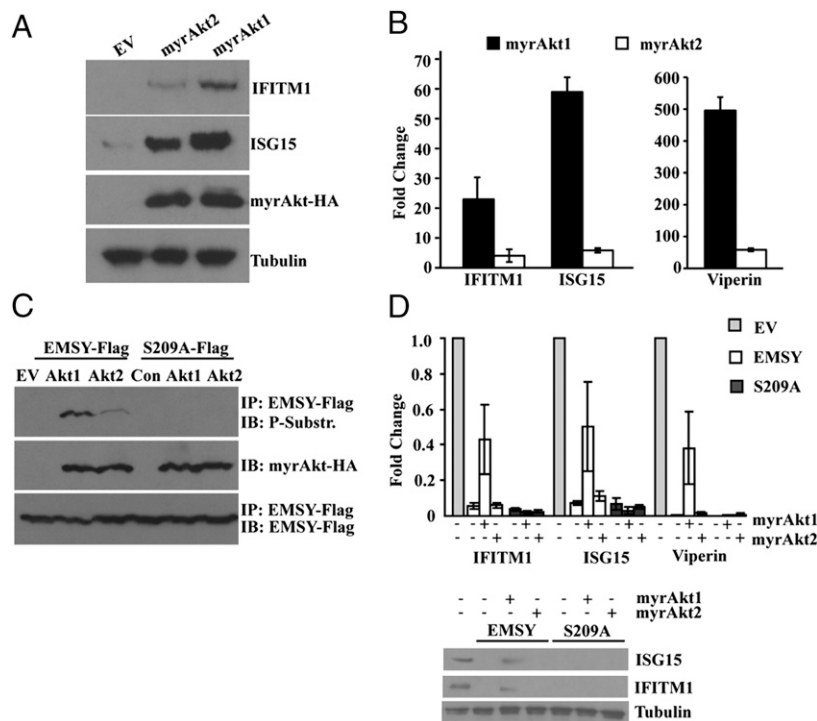 A
EV myrAkt2 myrAkt1
IFITM1
ISG15
myrAkt-HA
Tubulin
B
myrAkt1 myrAkt2
Fold Change
70
60
50
40
30
20
10
0
IFITM1 ISG15
600
500
400
300
200
100
0
Viperin
C
EMSY-Flag S209A-Flag
EV Akt1 Akt2 Con Akt1 Akt2
IP: EMSY-Flag
IB: P-Substr.
IB: myrAkt-HA
IP: EMSY-Flag
IB: EMSY-Flag
D
EV
EMSY
S209A
Fold Change
1.0
0.8
0.6
0.4
0.2
0
- - + - - + - - - + - - + - - - + - - + - myrAkt1
- - - + - - + - - - + - - + - - - + - - + myrAkt2
IFITM1 ISG15 Viperin
- - + - - + - myrAkt1
- - - + - - + myrAkt2
EMSY S209A
ISG15
IFITM1
Tubulin